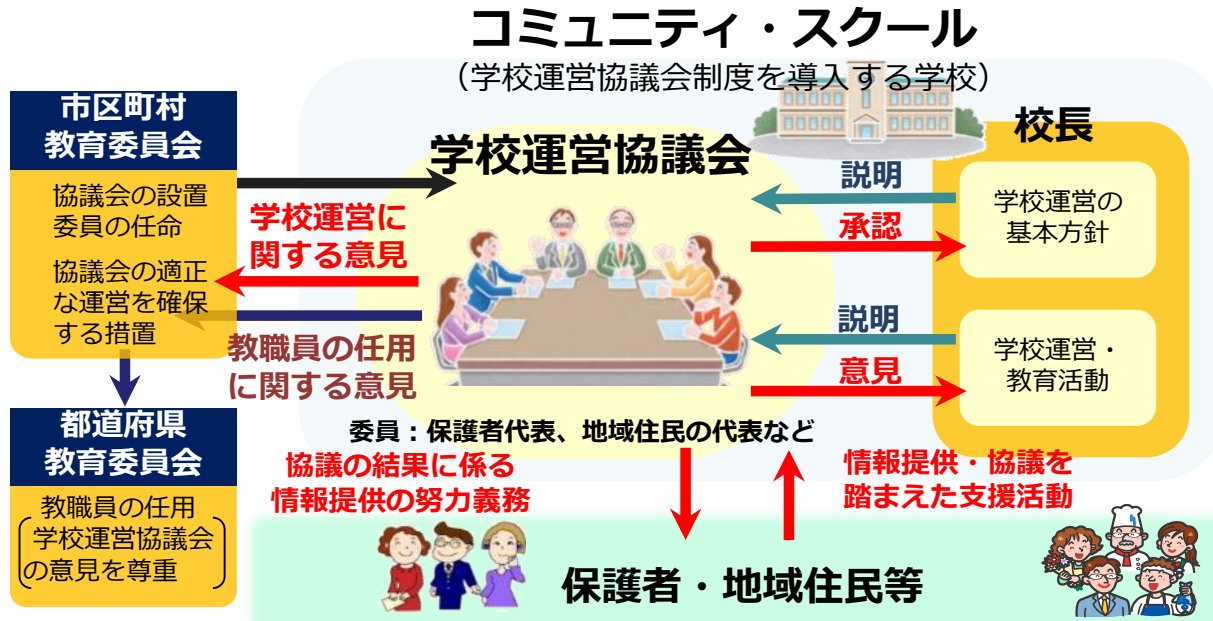 コミュニティ・スクール
（学校運営協議会制度を導入する学校）
市区町村
教育委員会
協議会の設置
委員の任命
協議会の適正
な運営を確保
する措置
都道府県
教育委員会
教職員の任用
学校運営協議会
の意見を尊重
学校運営に
関する意見
教職員の任用
に関する意見
学校運営協議会
委員：保護者代表、地域住民の代表など
説明
承認
説明
意見
校長
学校運営の
基本方針
学校運営・
教育活動
協議の結果に係る
情報提供の努力義務
情報提供・協議を
踏まえた支援活動
保護者・地域住民等